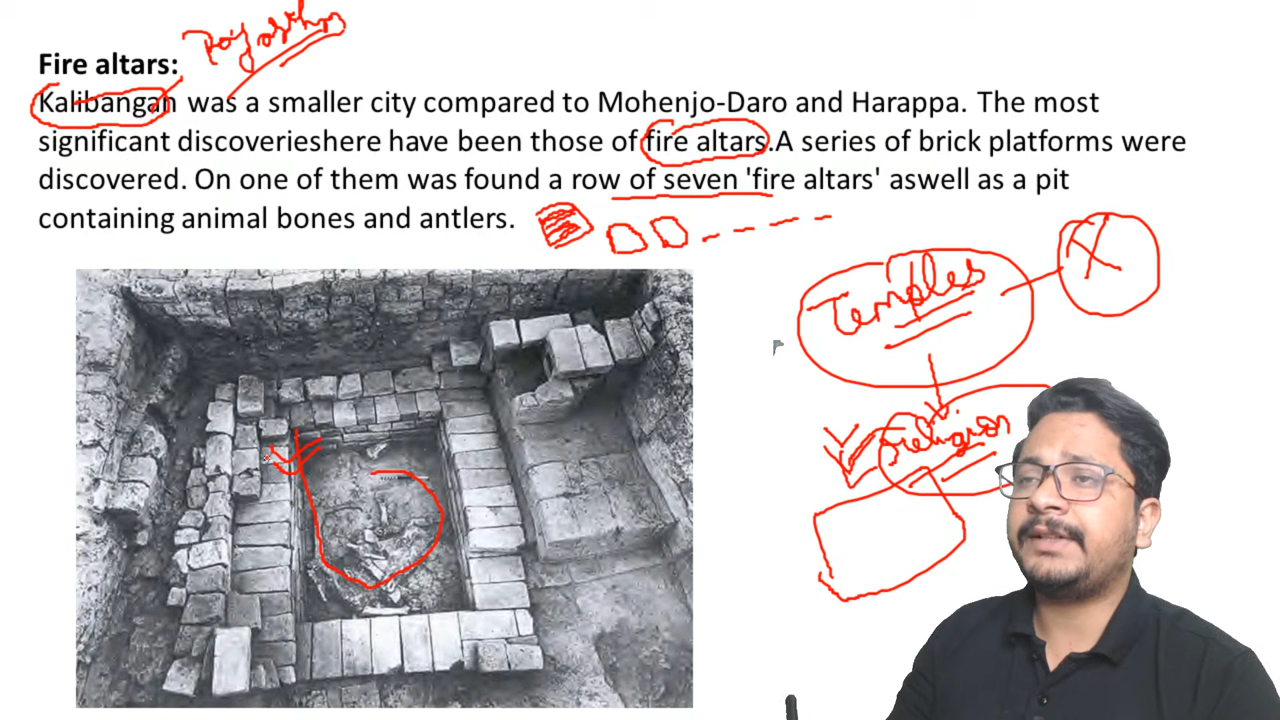 Rajasthan
Fire altars:
Kalibangan was a smaller city compared to Mohenjo-Daro and Harappa. The most
significant discoverieshere have been those of fire altars.A series of brick platforms were
discovered. On one of them was found a row of seven 'fire altars' aswell as a pit
containing animal bones and antlers.
Temples
X
Religion